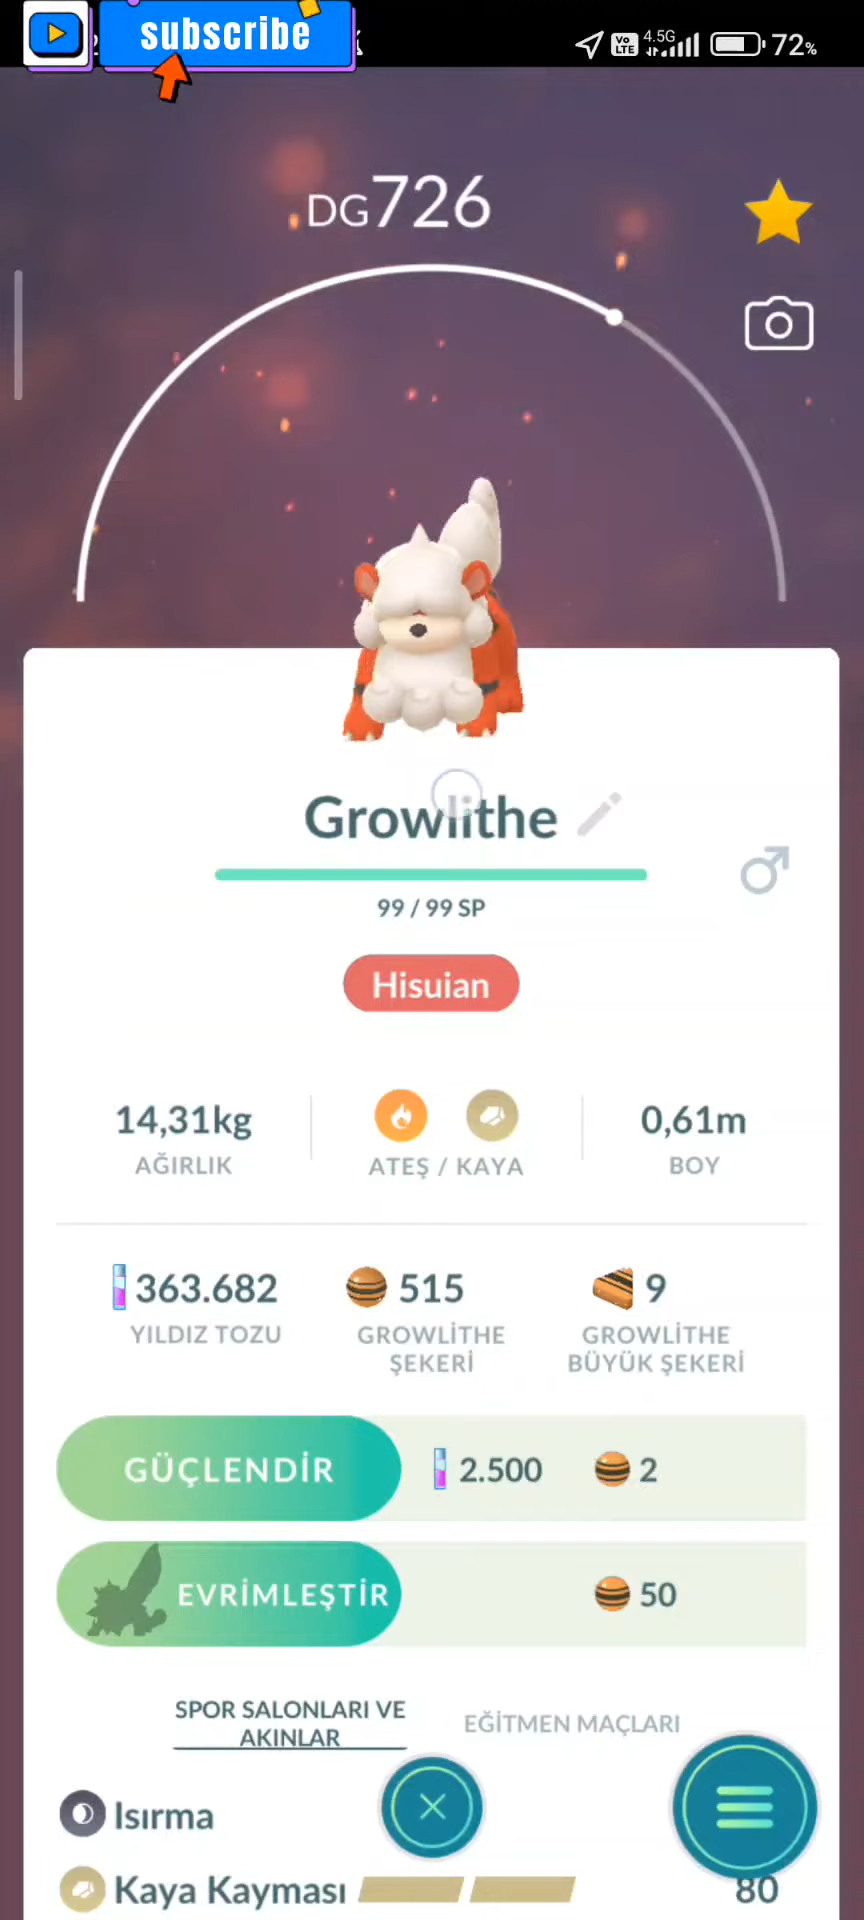 subscribe
Vo LTE 4.5G 72%
DG726
Growlithe
99 / 99 SP
Hisuian
14,31kg 0,61m
AĞIRLIK ATEŞ / KAYA BOY
363.682 515 9
YILDIZ TOZU GROWLİTHE ŞEKERİ GROWLİTHE BÜYÜK ŞEKERİ
GÜÇLENDİR 2.500 2
EVRİMLEŞTİR 50
SPOR SALONLARI VE AKINLAR EĞİTMEN MAÇLARI
Isırma
Kaya Kayması 80